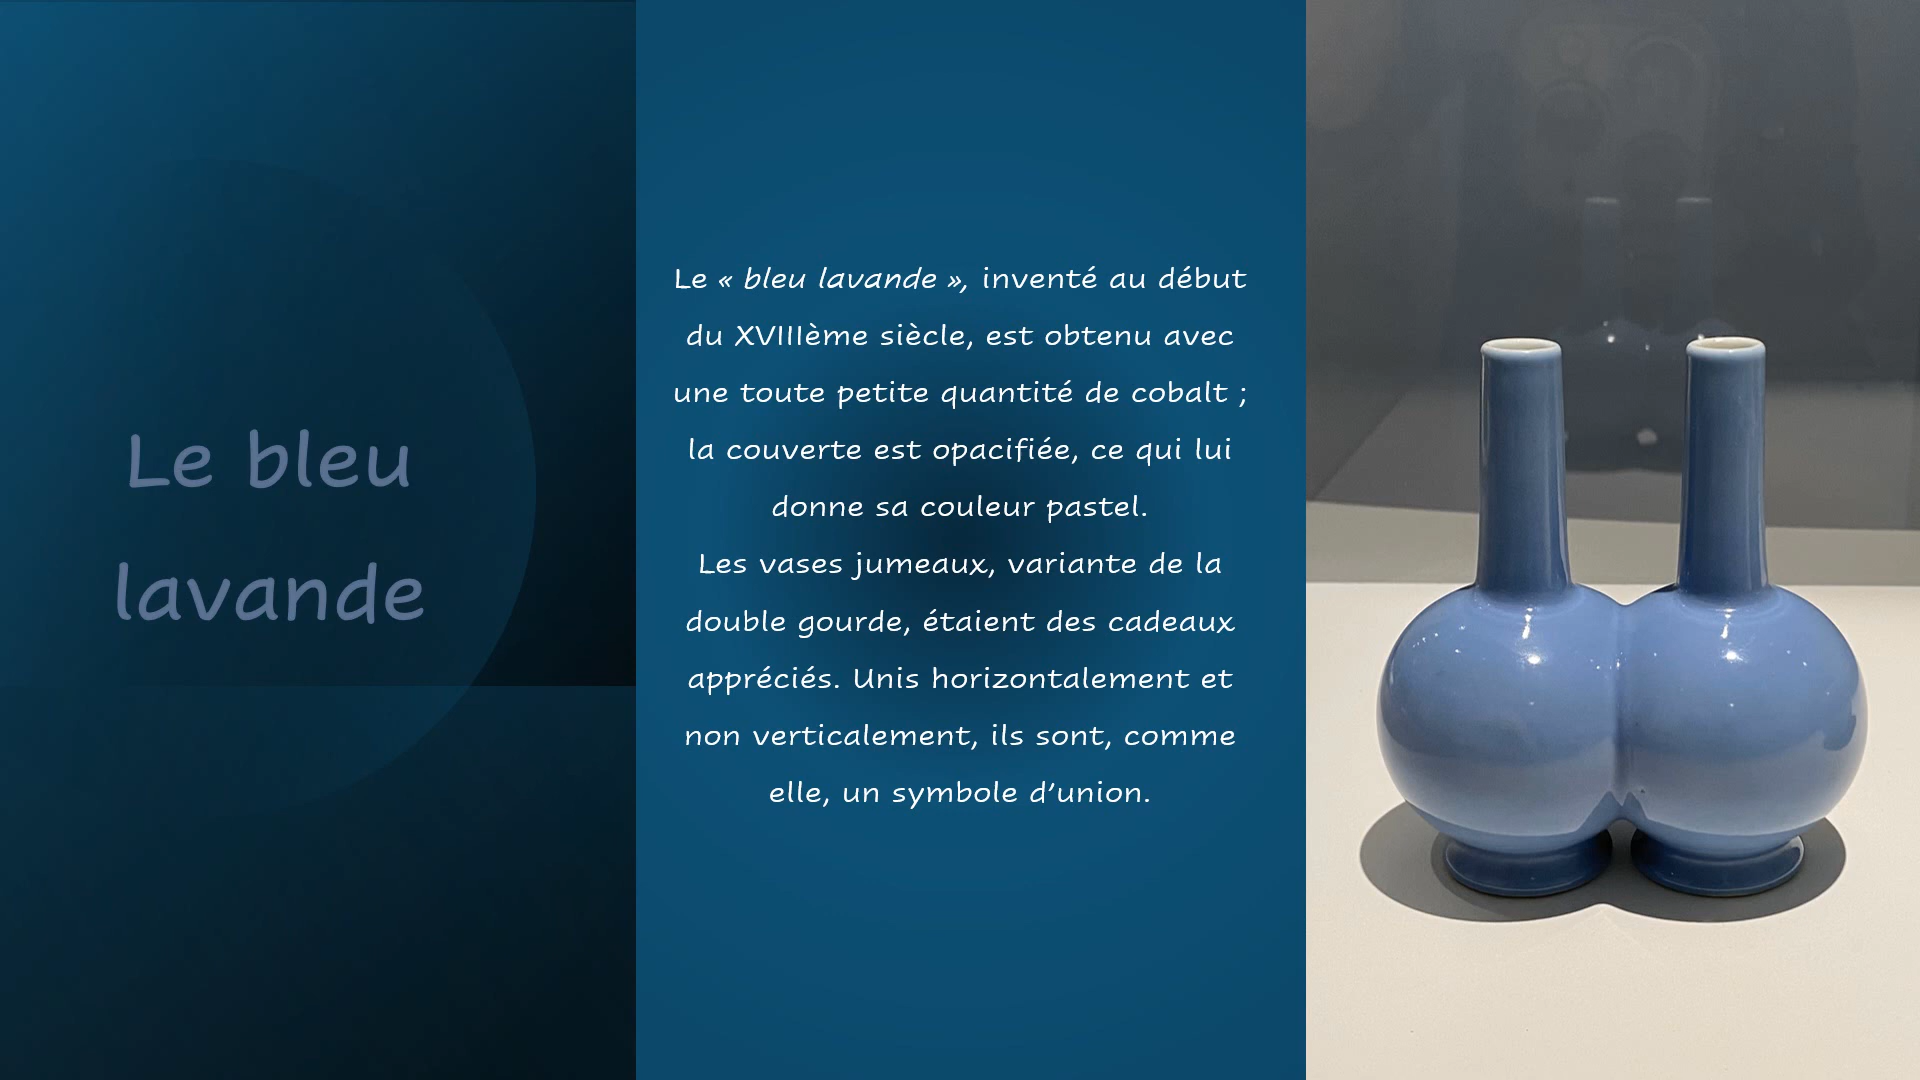 Le bleu
lavande
Le « bleu lavande », inventé au début
du XVIIIème siècle, est obtenu avec
une toute petite quantité de cobalt ;
la couverte est opacifiée, ce qui lui
donne sa couleur pastel.
Les vases jumeaux, variante de la
double gourde, étaient des cadeaux
appréciés. Unis horizontalement et
non verticalement, ils sont, comme
elle, un symbole d’union.